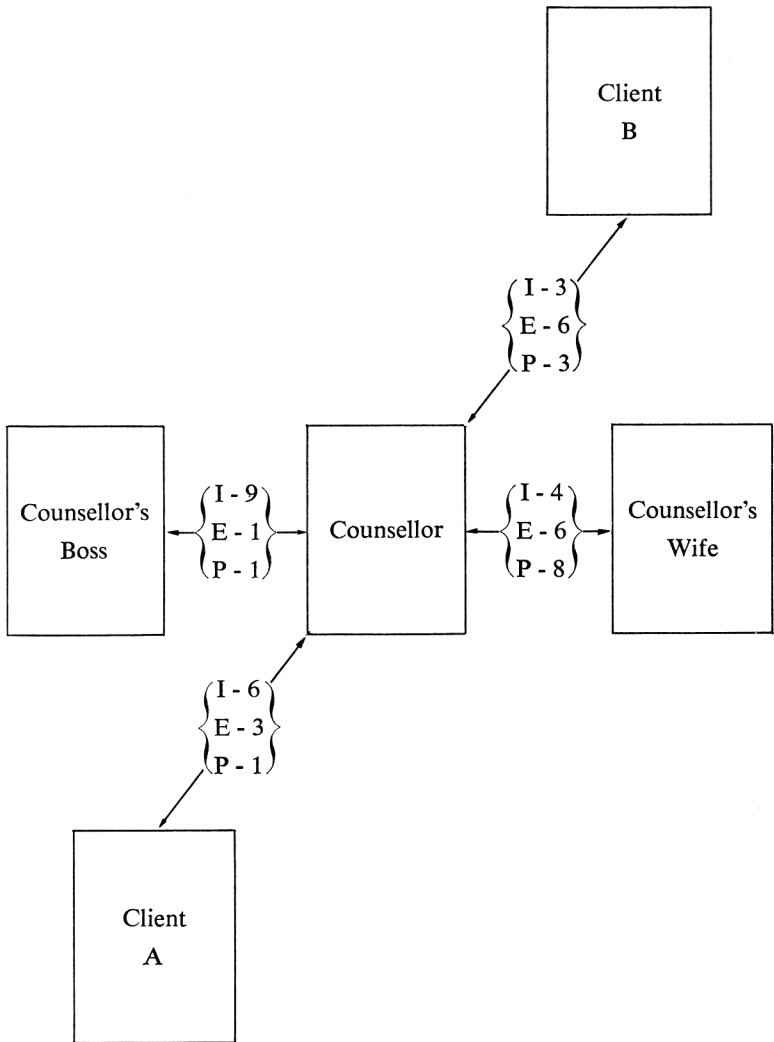 Client
B
I - 3
E - 6
P - 3
Counsellor's
Boss
I - 9
E - 1
P - 1
Counsellor
I - 4
E - 6
P - 8
Counsellor's
Wife
I - 6
E - 3
P - 1
Client
A